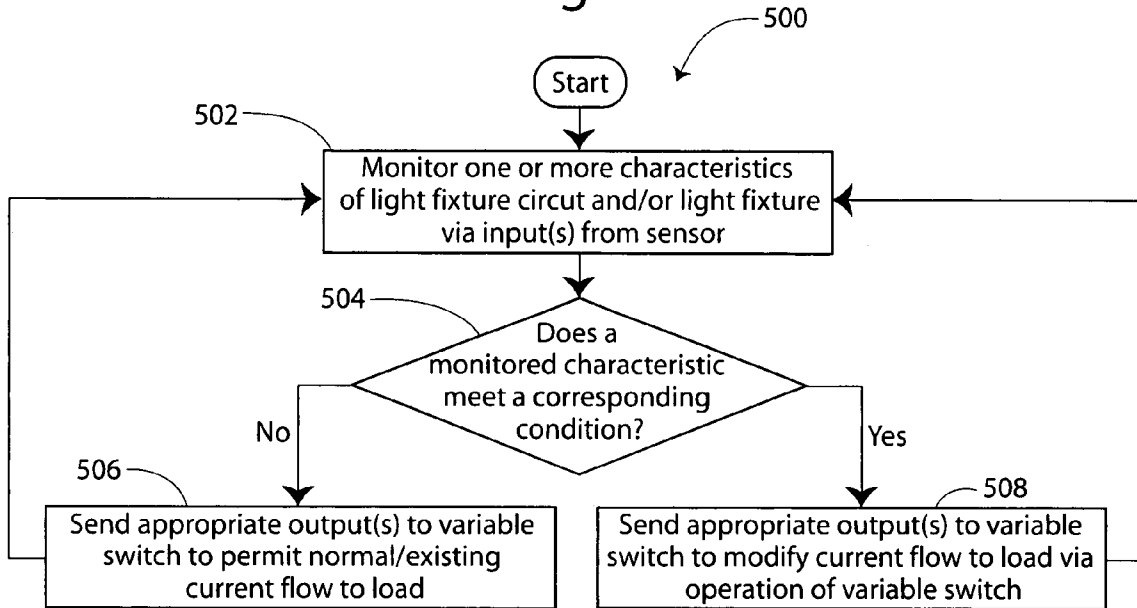 500
Start
502
Monitor one or more characteristics
of light fixture circut and/or light fixture
via input(s) from sensor
504
Does a
monitored characteristic
meet a corresponding
condition?
No
Yes
506
508
Send appropriate output(s) to variable
switch to permit normal/existing
current flow to load
Send appropriate output(s) to variable
switch to modify current flow to load via
operation of variable switch